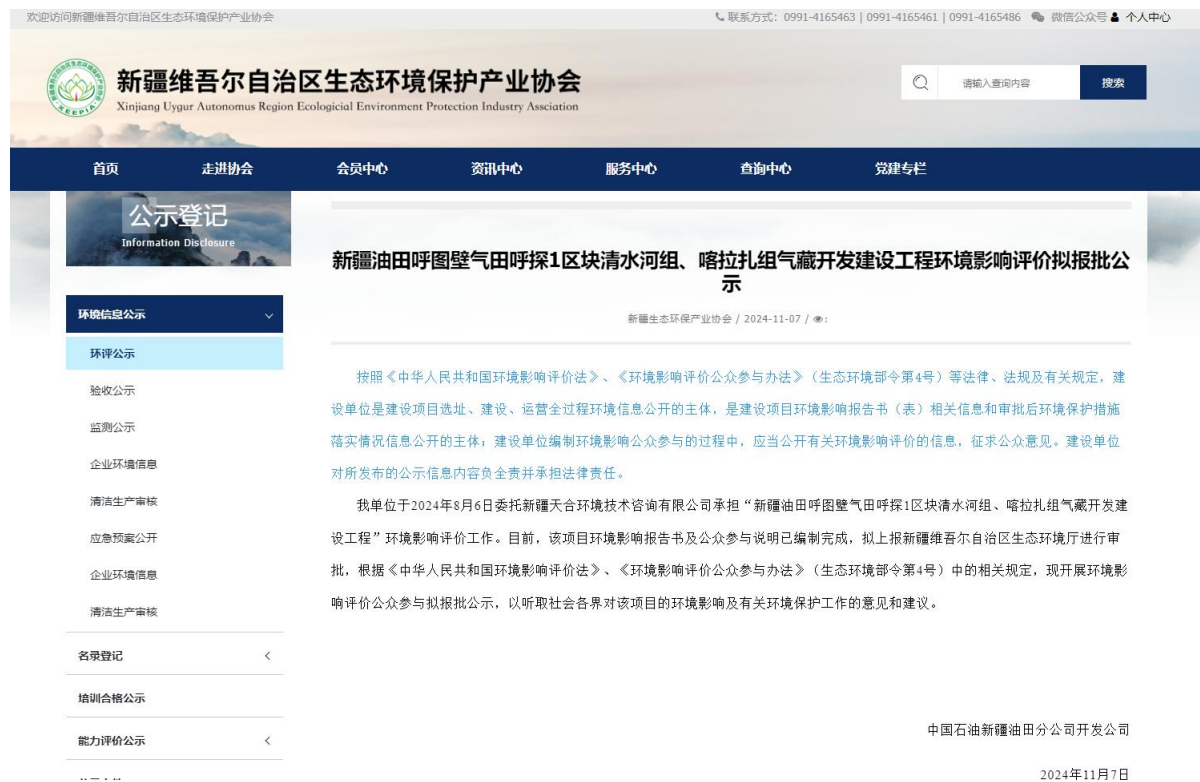 欢迎访问新疆维吾尔自治区生态环境保护产业协会
联系方式：0991-4165463 | 0991-4165461 | 0991-4165486 微信公众号 个人中心
新疆维吾尔自治区生态环境保护产业协会
Xinjiang Uygur Autonomus Region Ecologicial Environment Protection Industry Assciation
XEEPIA
请输入查询内容
搜索
首页 走进协会 会员中心 资讯中心 服务中心 查询中心 党建专栏
公示登记
Information Disclosure
环境信息公示
环评公示
验收公示
监测公示
企业环境信息
清洁生产审核
应急预案公开
企业环境信息
清洁生产审核
名录登记
培训合格公示
能力评价公示
新疆油田呼图壁气田呼探1区块清水河组、喀拉扎组气藏开发建设工程环境影响评价拟报批公
示
新疆生态环保产业协会 / 2024-11-07 / :
按照《中华人民共和国环境影响评价法》、《环境影响评价公众参与办法》（生态环境部令第4号）等法律、法规及有关规定，建
设单位是建设项目选址、建设、运营全过程环境信息公开的主体，是建设项目环境影响报告书（表）相关信息和审批后环境保护措施
落实情况信息公开的主体；建设单位编制环境影响公众参与的过程中，应当公开有关环境影响评价的信息，征求公众意见。建设单位
对所发布的公示信息内容负全责并承担法律责任。
我单位于2024年8月6日委托新疆天合环境技术咨询有限公司承担“新疆油田呼图壁气田呼探1区块清水河组、喀拉扎组气藏开发建
设工程”环境影响评价工作。目前，该项目环境影响报告书及公众参与说明已编制完成，拟上报新疆维吾尔自治区生态环境厅进行审
批，根据《中华人民共和国环境影响评价法》、《环境影响评价公众参与办法》（生态环境部令第4号）中的相关规定，现开展环境影
响评价公众参与拟报批公示，以听取社会各界对该项目的环境影响及有关环境保护工作的意见和建议。
中国石油新疆油田分公司开发公司
2024年11月7日